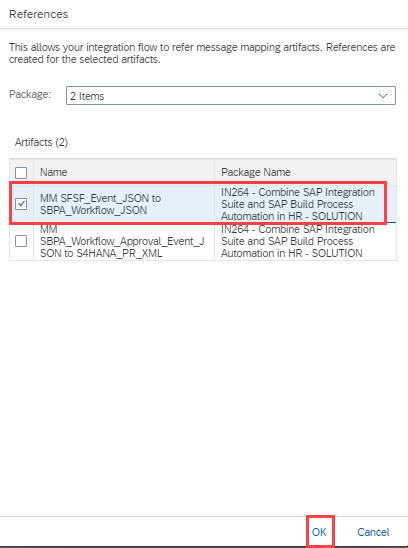 References
This allows your integration flow to refer message mapping artifacts. References are
created for the selected artifacts.
Package:
2 Items
Artifacts (2)
Name
Package Name
MM SFSF_Event_JSON to
SBPA_Workflow_JSON
IN264 - Combine SAP Integration
Suite and SAP Build Process
Automation in HR - SOLUTION
MM
SBPA_Workflow_Approval_Event_J
SON to S4HANA_PR_XML
IN264 - Combine SAP Integration
Suite and SAP Build Process
Automation in HR - SOLUTION
OK
Cancel